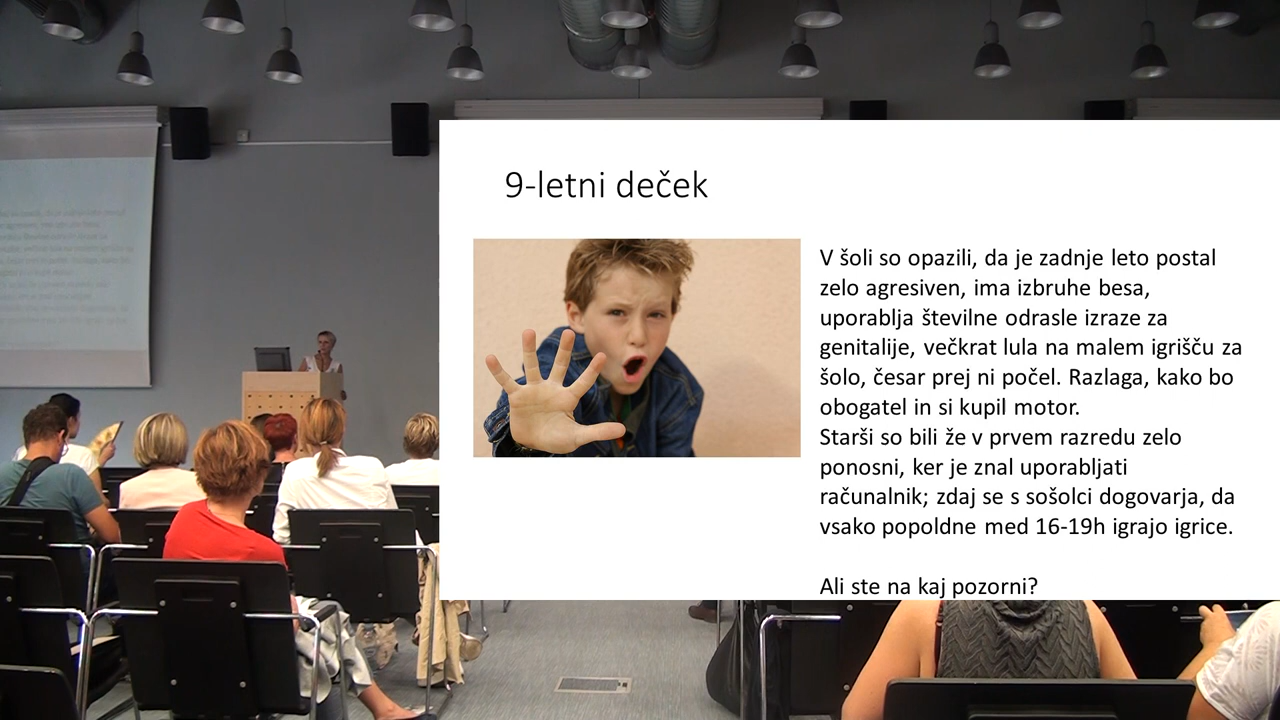 9-letni deček
V šoli so opazili, da je zadnje leto postal
zelo agresiven, ima izbruhe besa,
uporablja številne odrasle izraze za
genitalije, večkrat lula na malem igrišču za
šolo, česar prej ni počel. Razlaga, kako bo
obogatel in si kupil motor.
Starši so bili že v prvem razredu zelo
ponosni, ker je znal uporabljati
računalnik; zdaj se s sošolci dogovarja, da
vsako popoldne med 16-19h igrajo igrice.
Ali ste na kaj pozorni?